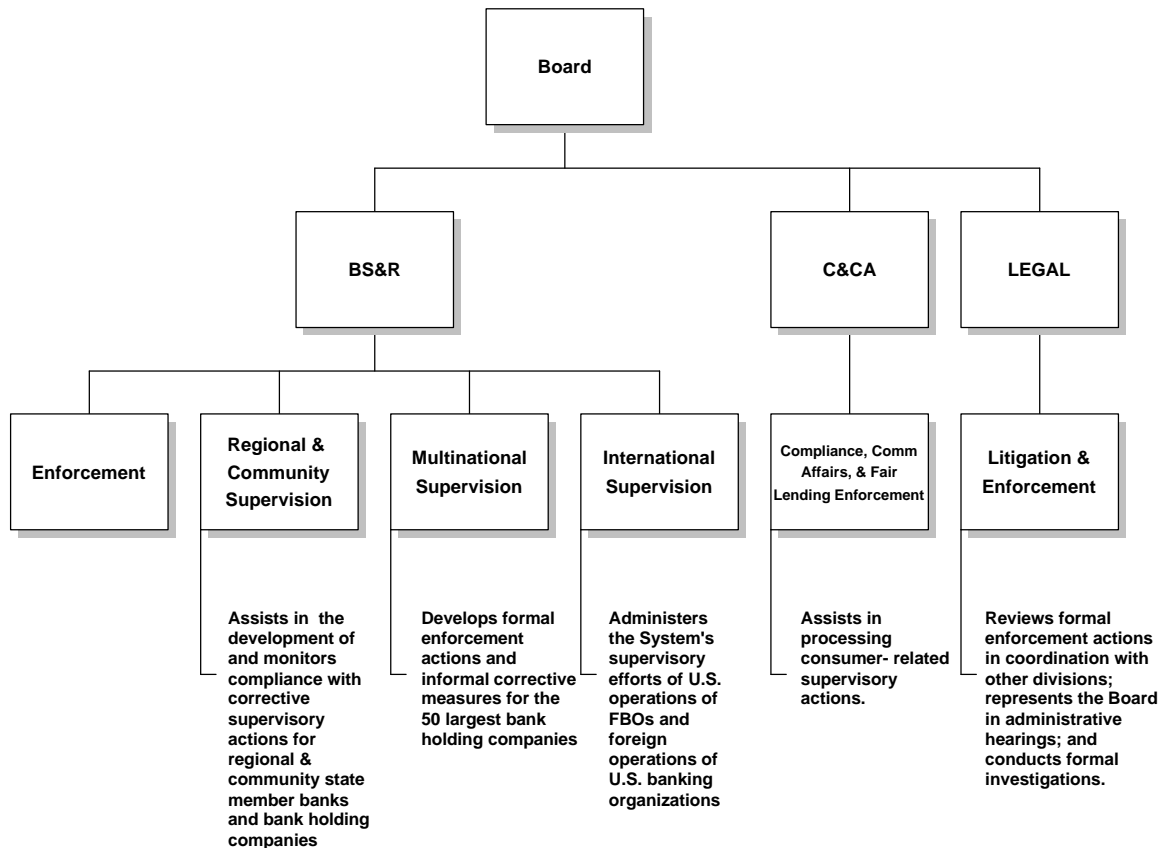 Board
BS&R
C&CA
LEGAL
Enforcement
Regional &
Community
Supervision
Multinational
Supervision
International
Supervision
Compliance, Comm
Affairs, & Fair
Lending Enforcement
Litigation &
Enforcement
Assists in the
development of
and monitors
compliance with
corrective
supervisory
actions for
regional &
community state
member banks
and bank holding
companies
Develops formal
enforcement
actions and
informal corrective
measures for the
50 largest bank
holding companies
Administers
the System's
supervisory
efforts of U.S.
operations of
FBOs and
foreign
operations of
U.S. banking
organizations
Assists in
processing
consumer- related
supervisory
actions.
Reviews formal
enforcement actions
in coordination with
other divisions;
represents the Board
in administrative
hearings; and
conducts formal
investigations.